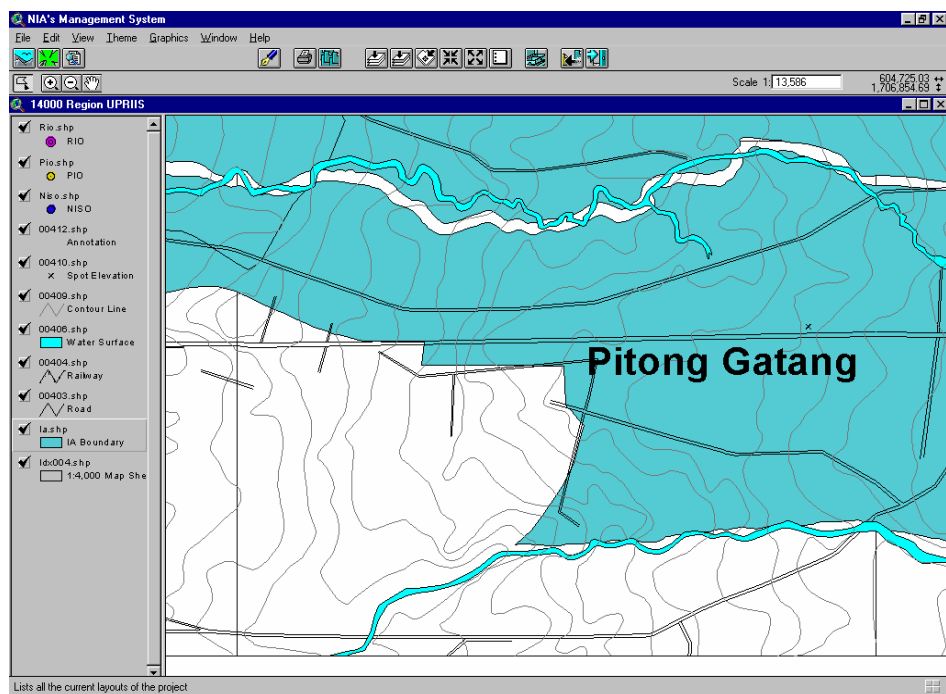 NIA's Management System
File Edit View Theme Graphics Window Help
Scale 1: 13,586
604,725.03
1,706,854.69
14000 Region UPRIIS
Rio.shp
RIO
Pio.shp
PIO
Niso.shp
NISO
00412.shp
Annotation
00410.shp
Spot Elevation
00409.shp
Contour Line
00406.shp
Water Surface
00404.shp
Railway
00403.shp
Road
Ia.shp
IA Boundary
Idx004.shp
1:4,000 Map She
Pitong Gatang
Lists all the current layouts of the project